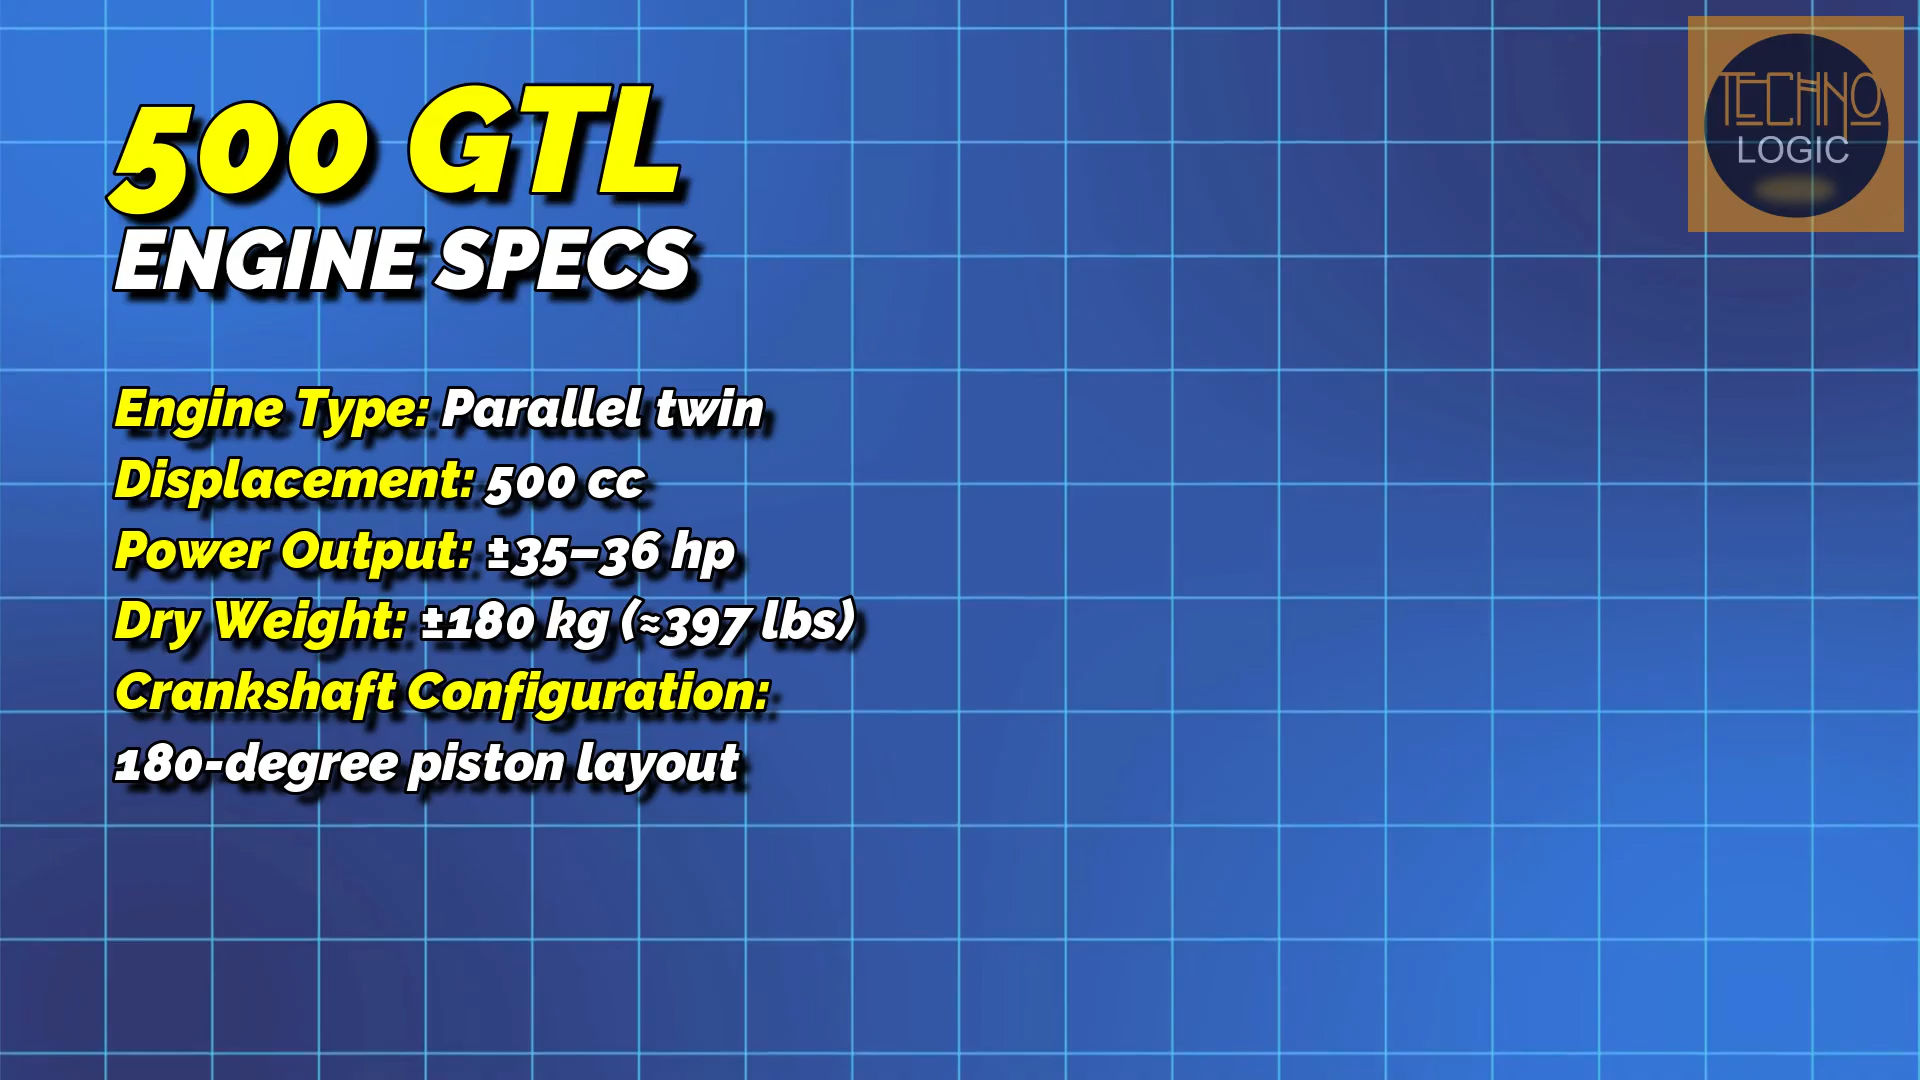 500 GTL
ENGINE SPECS
Engine Type: Parallel twin
Displacement: 500 cc
Power Output: ±35–36 hp
Dry Weight: ±180 kg (≈397 lbs)
Crankshaft Configuration:
180-degree piston layout
TECHNO
LOGIC